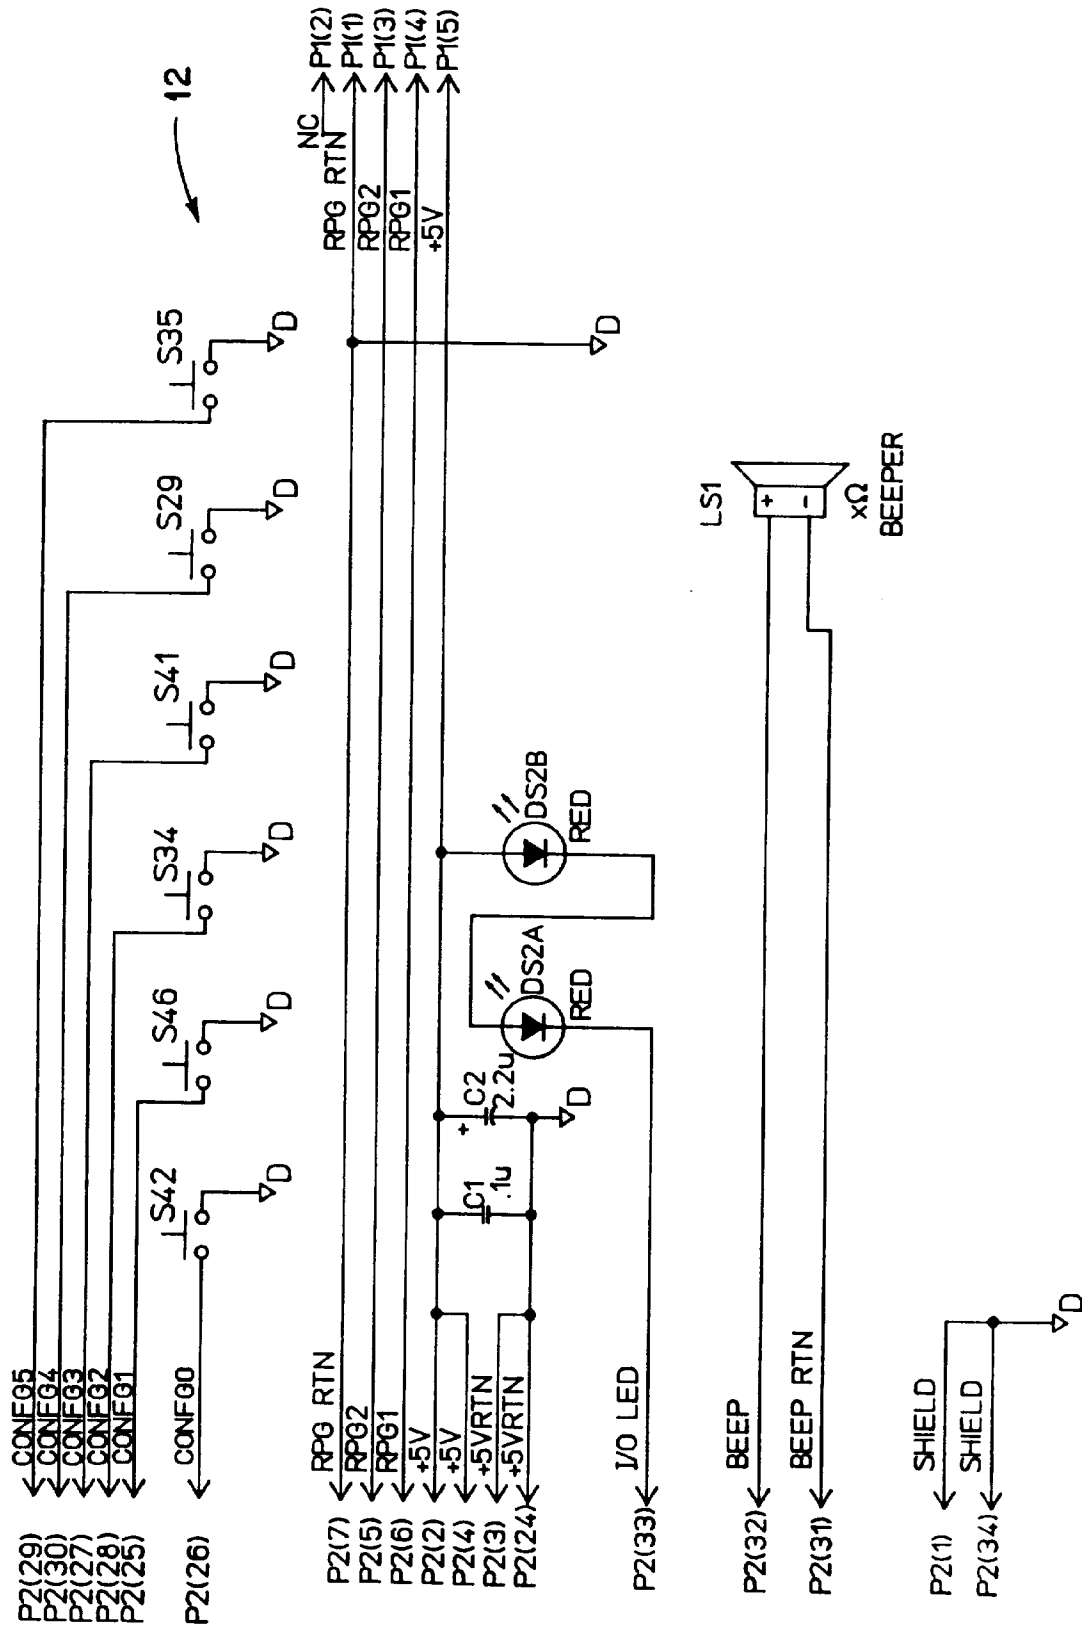 P2(29) CONFG5
P2(30) CONFG4
P2(27) CONFG3
P2(28) CONFG2
P2(25) CONFG1
P2(26) CONFG0
S42
D
S46
D
S34
D
S41
D
S29
D
S35
D
12
P2(7) RPG RTN
P2(5) RPG2
P2(6) RPG1
P2(2) +5V
P2(4) +5V
P2(3) +5VRTN
P2(24) +5VRTN
C1
.1u
+
C2
2.2u
D
DS2A
RED
DS2B
RED
D
NC P1(2)
RPG RTN P1(1)
RPG2 P1(3)
RPG1 P1(4)
+5V P1(5)
P2(33) I/O LED
P2(32) BEEP
P2(31) BEEP RTN
LS1
+
-
xΩ
BEEPER
P2(1) SHIELD
P2(34) SHIELD
D